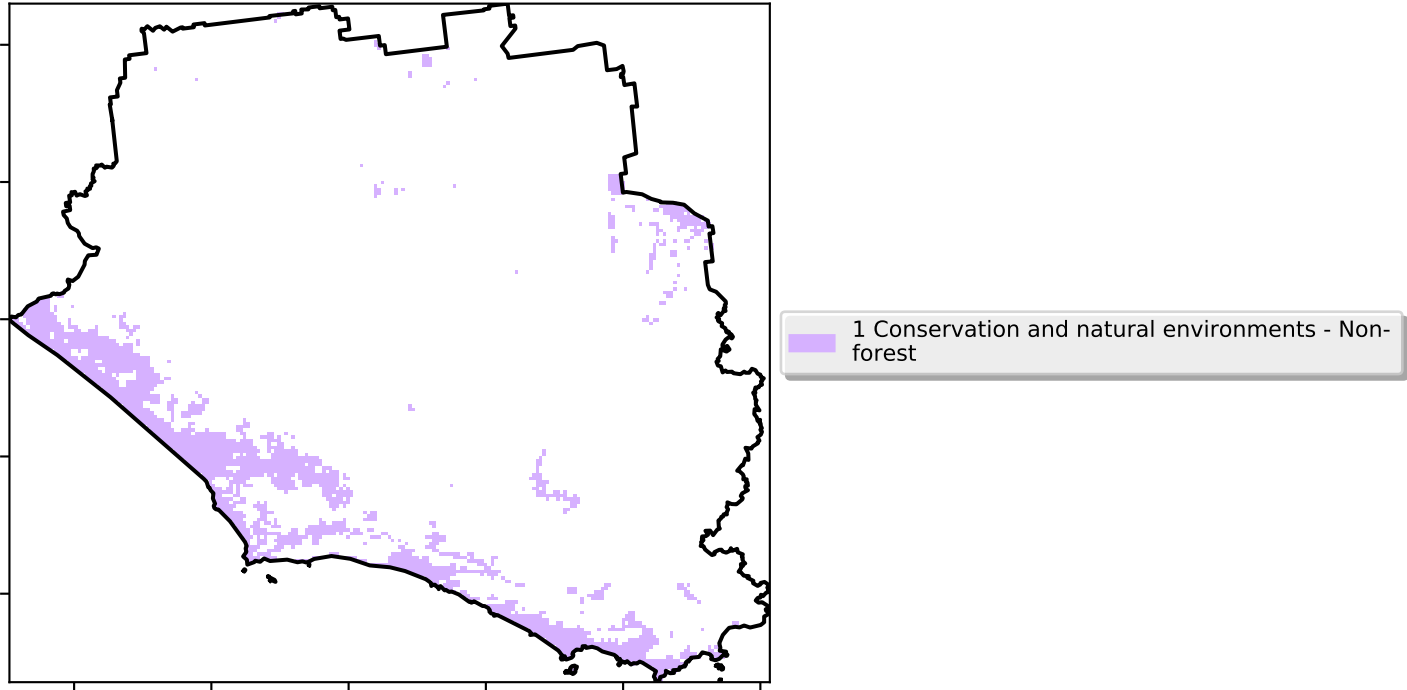 1 Conservation and natural environments - Non-
forest